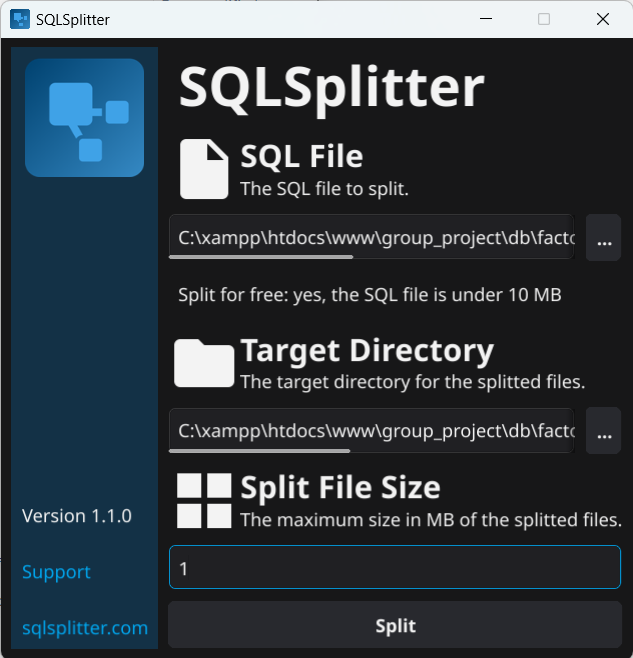 SQLSplitter
SQLSplitter
SQL File
The SQL file to split.
C:\xampp\htdocs\www\group_project\db\facto
...
Split for free: yes, the SQL file is under 10 MB
Target Directory
The target directory for the splitted files.
C:\xampp\htdocs\www\group_project\db\facto
...
Split File Size
The maximum size in MB of the splitted files.
1
Split
Version 1.1.0
Support
sqlsplitter.com